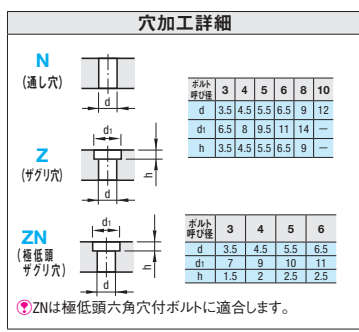 穴加工詳細
N
(通し穴)
d
ボルト呼び径 3 4 5 6 8 10
d 3.5 4.5 5.5 6.5 9 12
d1 6.5 8 9.5 11 14 －
h 3.5 4.5 5.5 6.5 9 －
Z
(ザグリ穴)
d1
h
d
ZN
(極低頭
ザグリ穴)
d1
h
d
ボルト呼び径 3 4 5 6
d 3.5 4.5 5.5 6.5
d1 7 9 10 11
h 1.5 2 2.5 2.5
ZNは極低頭六角穴付ボルトに適合します。